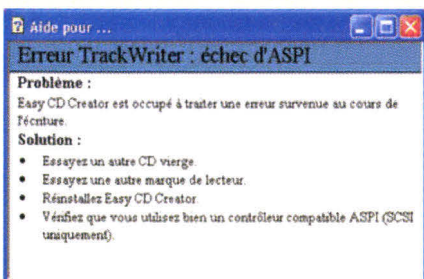 Aide pour ...
Erreur TrackWriter : échec d'ASPI
Problème :
Easy CD Creator est occupé à traiter une erreur survenue au cours de
l'écriture.
Solution :
• Essayez un autre CD vierge.
• Essayez une autre marque de lecteur.
• Réinstallez Easy CD Creator.
• Vérifiez que vous utilisez bien un contrôleur compatible ASPI (SCSI
uniquement).